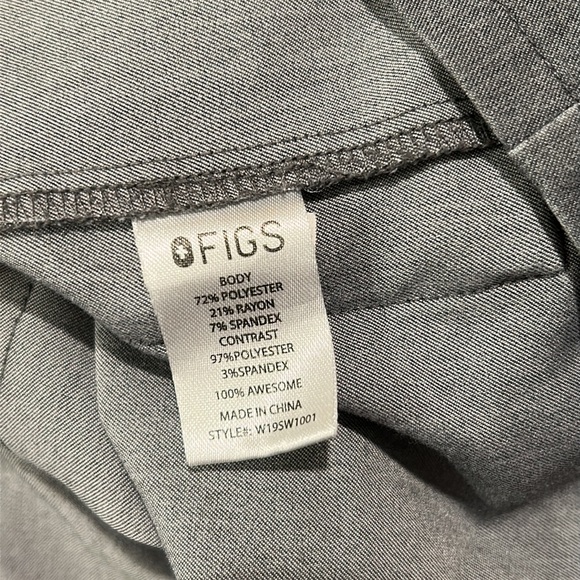 FIGS
BODY
72% POLYESTER
21% RAYON
7% SPANDEX
CONTRAST
97%POLYESTER
3%SPANDEX
100% AWESOME
MADE IN CHINA
STYLE#: W19SW1001